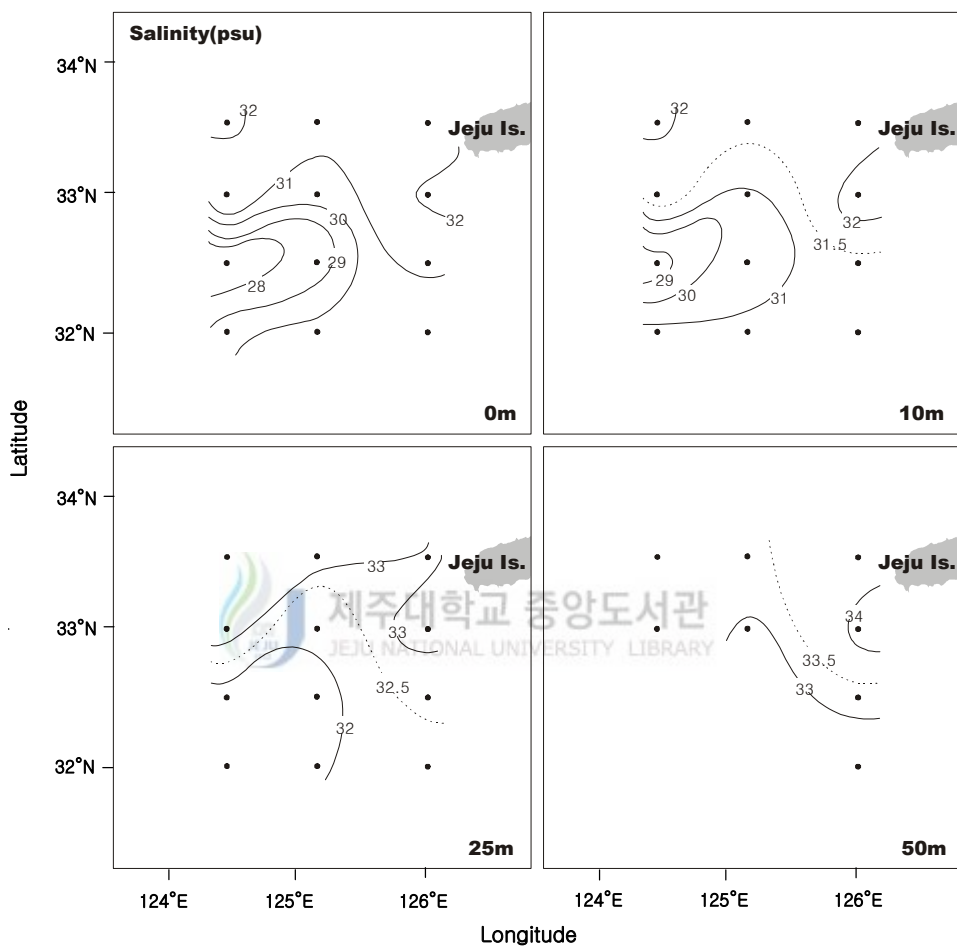 Salinity(psu)
34°N
32
Jeju Is.
31
33°N
30
32
29
28
32°N
0m
32
Jeju Is.
32
31.5
29
30
31
10m
Latitude
34°N
33
Jeju Is.
제주대학교 중앙도서관
33°N
33
JEJU NATIONAL UNIVERSITY LIBRARY
32.5
32
32°N
25m
Jeju Is.
34
33.5
33
50m
124°E
125°E
126°E
124°E
125°E
126°E
Longitude